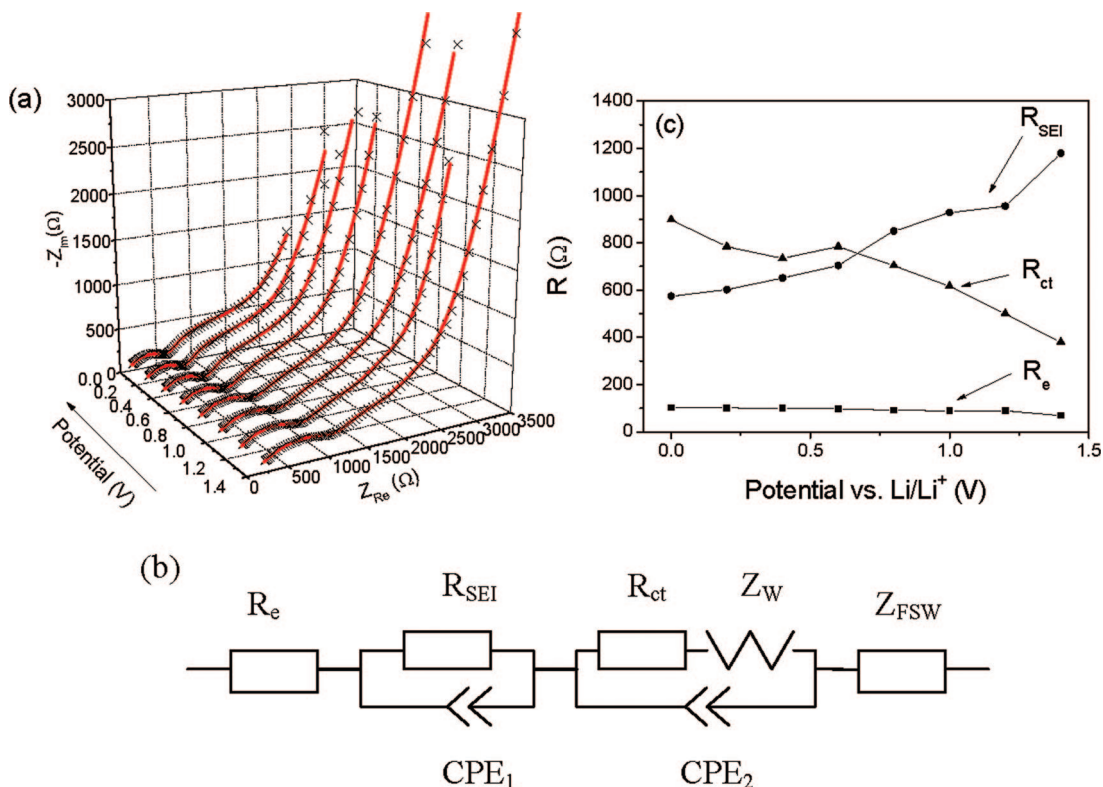 (a)
3000
2500
2000
1500
1000
500
0
-Z_Im(Ω)
0.0
0.2
0.4
0.6
0.8
1.0
1.2
1.4
Potential (V)
0
500
1000
1500
2000
2500
3000
3500
Z_Re (Ω)
(c)
1400
1200
1000
800
600
400
200
0
R (Ω)
R_SEI
R_ct
R_e
0.0
0.5
1.0
1.5
Potential vs. Li/Li⁺ (V)
(b)
R_e
R_SEI
R_ct
Z_W
Z_FSW
CPE₁
CPE₂